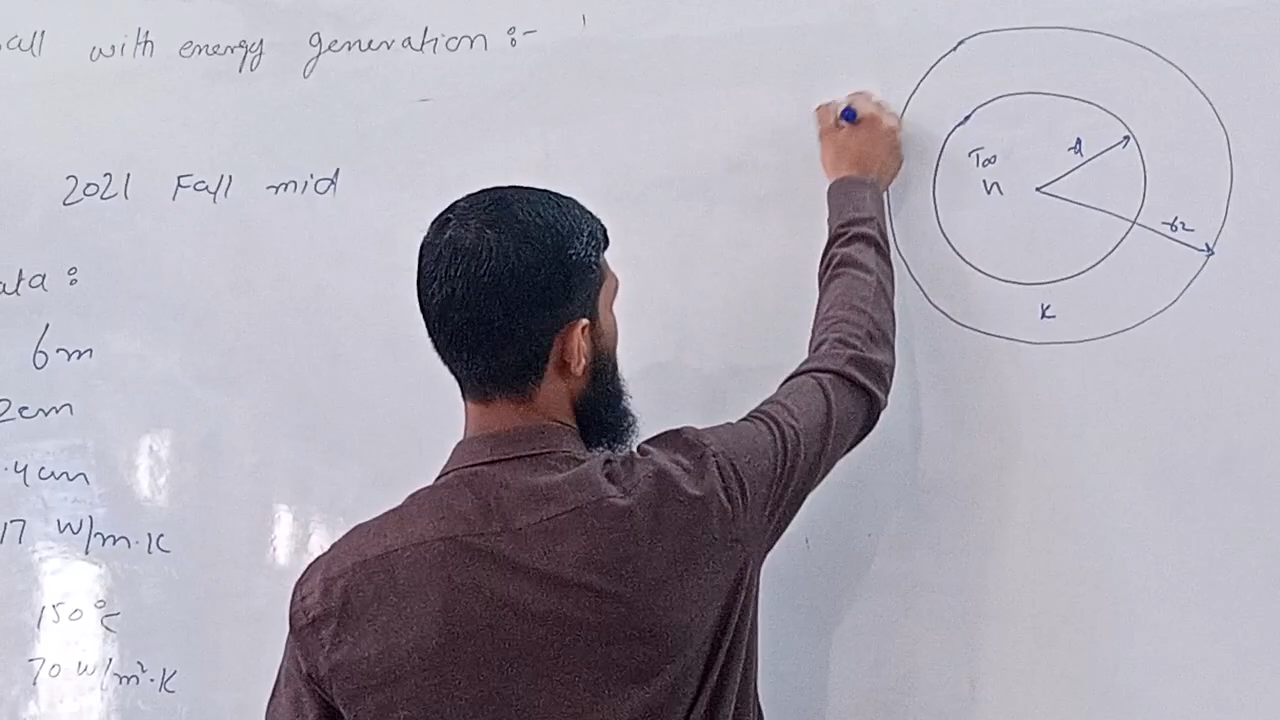 all with energy generation :-
2021 Fall mid
ata :
6m
2cm
.4cm
17 W/m.K
150°C
70 W/m².K
T∞
h
r1
r2
K